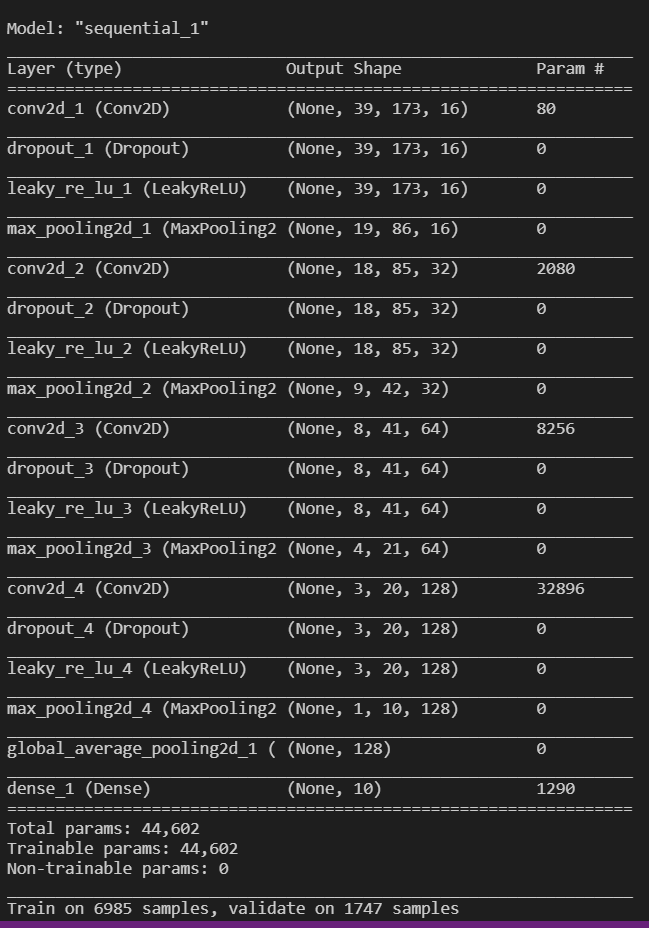 Model: "sequential_1"
Layer (type) Output Shape Param #
=================================================================
conv2d_1 (Conv2D) (None, 39, 173, 16) 80
dropout_1 (Dropout) (None, 39, 173, 16) 0
leaky_re_lu_1 (LeakyReLU) (None, 39, 173, 16) 0
max_pooling2d_1 (MaxPooling2 (None, 19, 86, 16) 0
conv2d_2 (Conv2D) (None, 18, 85, 32) 2080
dropout_2 (Dropout) (None, 18, 85, 32) 0
leaky_re_lu_2 (LeakyReLU) (None, 18, 85, 32) 0
max_pooling2d_2 (MaxPooling2 (None, 9, 42, 32) 0
conv2d_3 (Conv2D) (None, 8, 41, 64) 8256
dropout_3 (Dropout) (None, 8, 41, 64) 0
leaky_re_lu_3 (LeakyReLU) (None, 8, 41, 64) 0
max_pooling2d_3 (MaxPooling2 (None, 4, 21, 64) 0
conv2d_4 (Conv2D) (None, 3, 20, 128) 32896
dropout_4 (Dropout) (None, 3, 20, 128) 0
leaky_re_lu_4 (LeakyReLU) (None, 3, 20, 128) 0
max_pooling2d_4 (MaxPooling2 (None, 1, 10, 128) 0
global_average_pooling2d_1 ( (None, 128) 0
dense_1 (Dense) (None, 10) 1290
=================================================================
Total params: 44,602
Trainable params: 44,602
Non-trainable params: 0
Train on 6985 samples, validate on 1747 samples